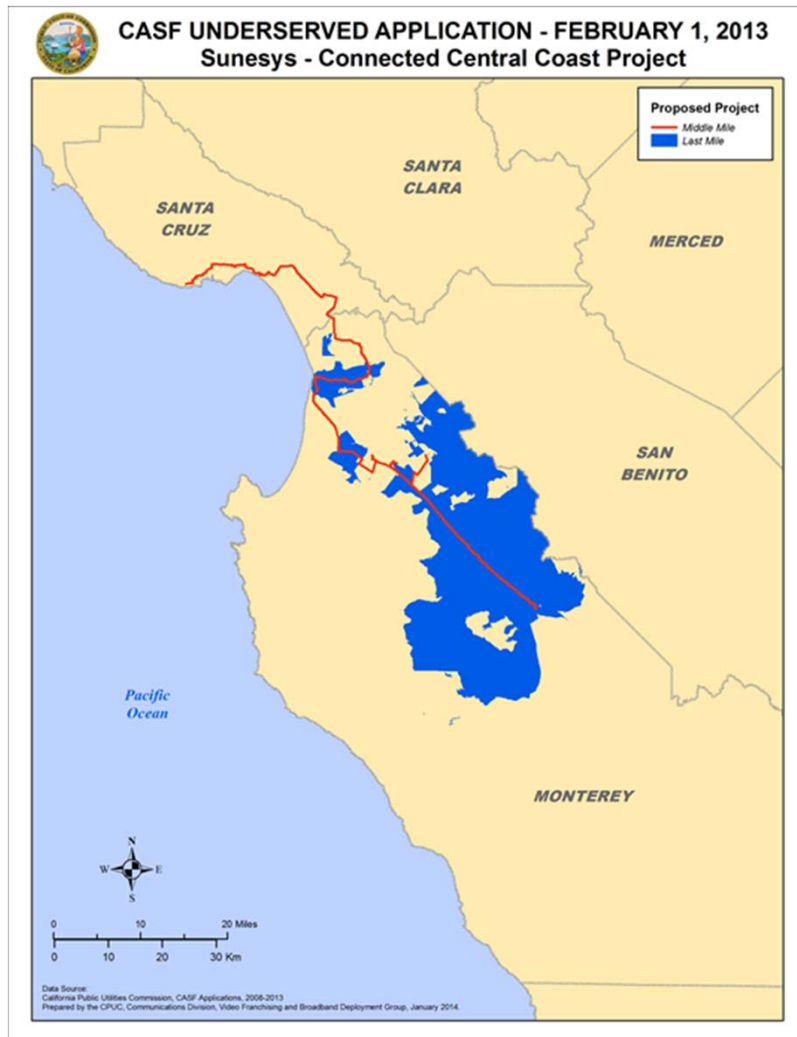 CASF UNDERSERVED APPLICATION - FEBRUARY 1, 2013
Sunesys - Connected Central Coast Project
Proposed Project
Middle Mile
Last Mile
SANTA
CLARA
SANTA
CRUZ
MERCED
SAN
BENITO
Pacific
Ocean
MONTEREY
N
W E
S
0 10 20 Miles
0 10 20 30 Km
Data Source:
California Public Utilities Commission, CASF Applications, 2008-2013
Prepared by the CPUC, Communications Division, Video Franchising and Broadband Deployment Group, January 2014.